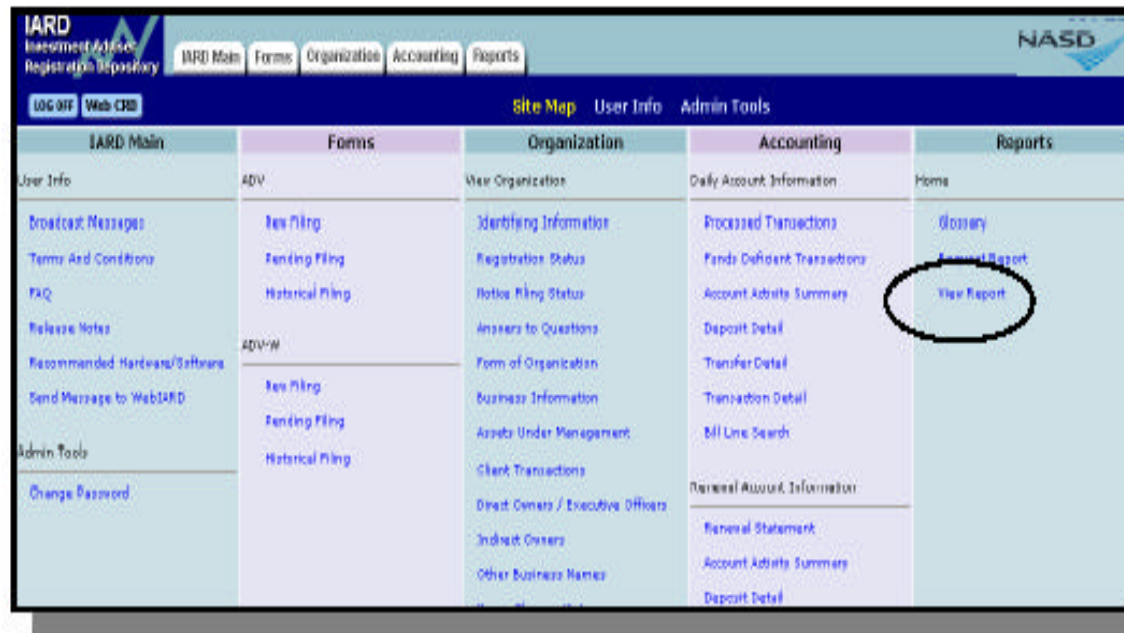 IARD
Investment Adviser
Registration Depository
IARD Main
Forms
Organization
Accounting
Reports
NASD
LOG OFF
Web CRD
Site Map
User Info
Admin Tools
IARD Main
User Info
Broadcast Messages
Terms And Conditions
FAQ
Release Notes
Recommended Hardware/Software
Send Message to WebIARD
Admin Tools
Change Password
Forms
ADV
New Filing
Pending Filing
Historical Filing
ADV-W
New Filing
Pending Filing
Historical Filing
Organization
View Organization
Identifying Information
Registration Status
Notice Filing Status
Answers to Questions
Form of Organization
Business Information
Assets Under Management
Client Transactions
Direct Owners / Executive Officers
Indirect Owners
Other Business Names
Accounting
Daily Account Information
Processed Transactions
Funds Deficient Transactions
Account Activity Summary
Deposit Detail
Transfer Detail
Transaction Detail
Bill Line Search
Renewal Account Information
Renewal Statement
Account Activity Summary
Deposit Detail
Reports
Home
Glossary
Request Report
View Report